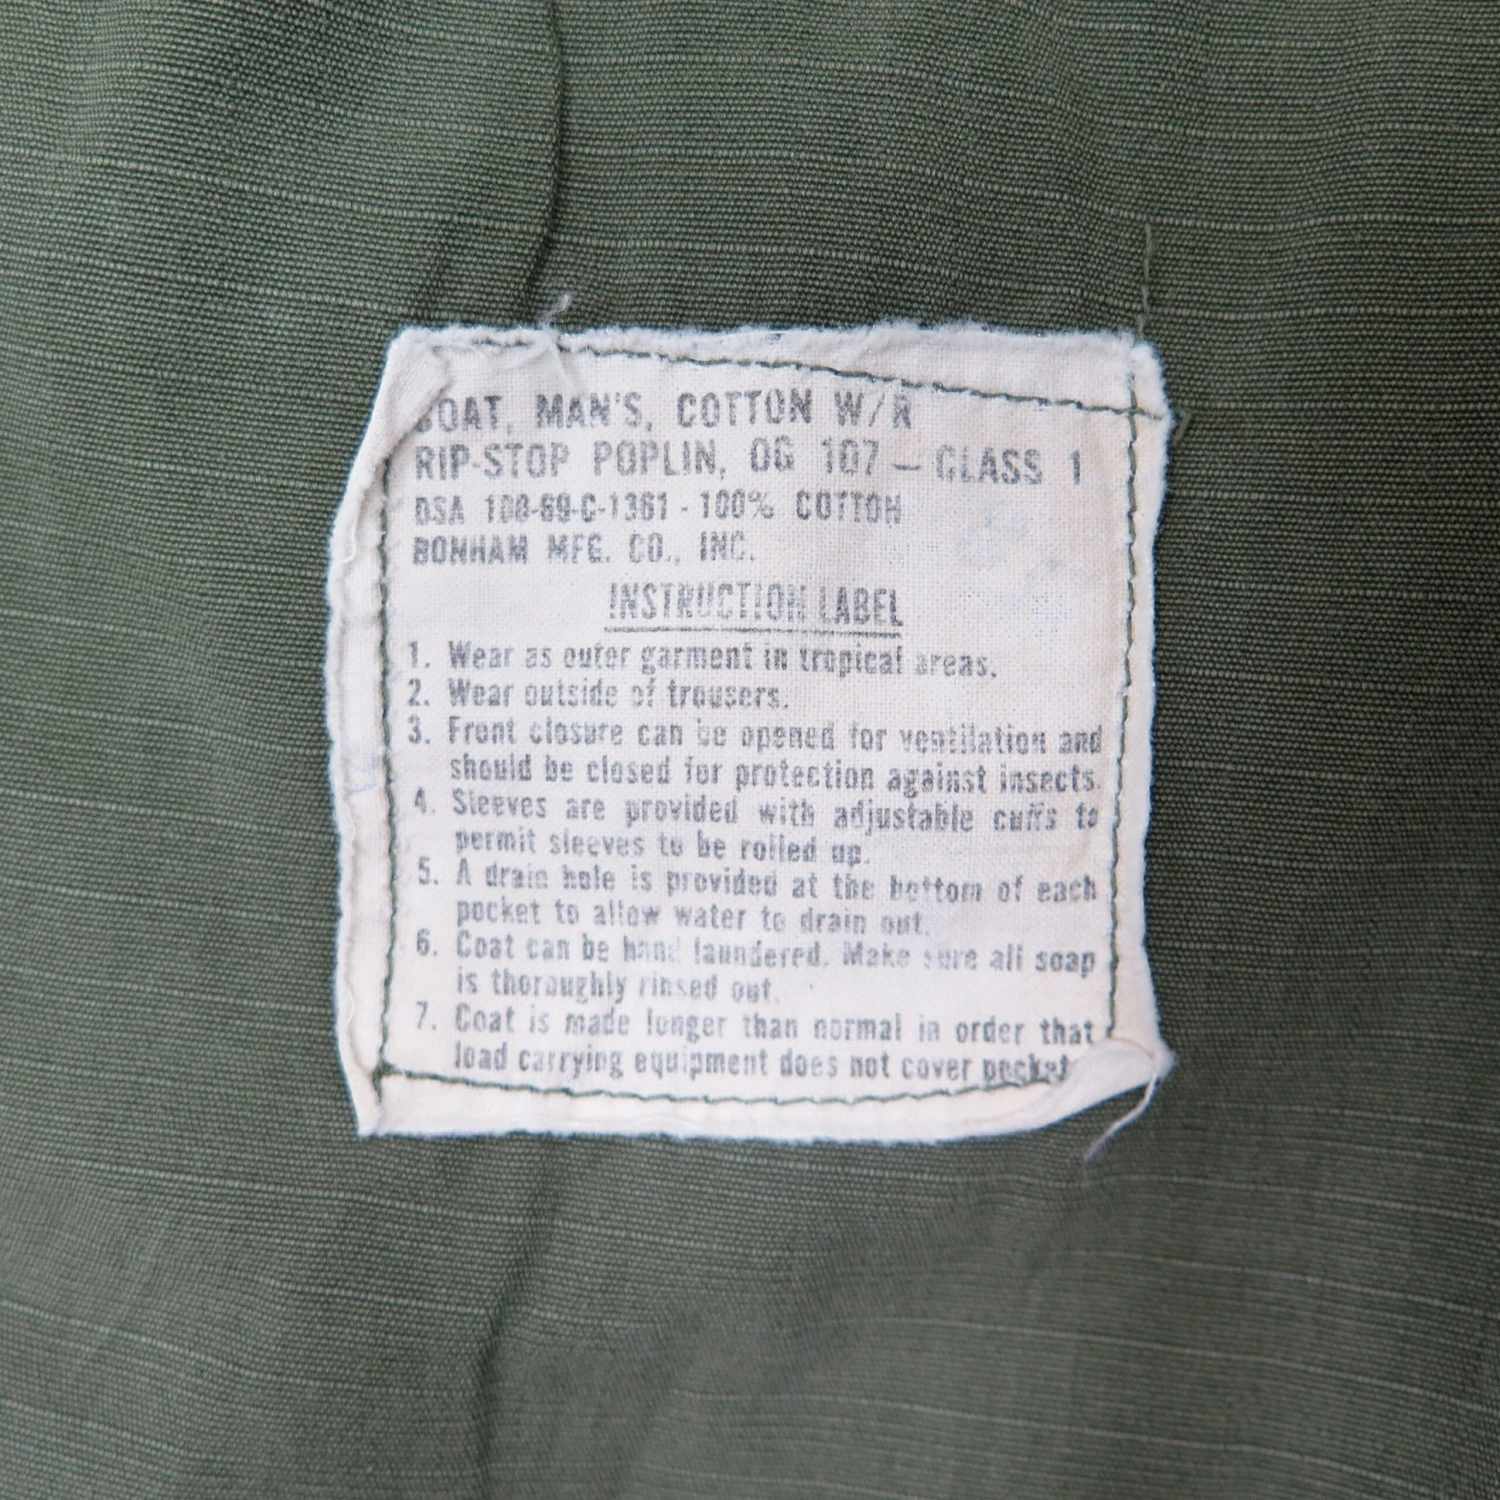 COAT, MAN'S, COTTON W/R
RIP-STOP POPLIN, OG 107 — CLASS 1
DSA 100-69-C-1361 - 100% COTTON
BONHAM MFG. CO., INC.
INSTRUCTION LABEL
1. Wear as outer garment in tropical areas.
2. Wear outside of trousers.
3. Front closure can be opened for ventilation and
should be closed for protection against insects.
4. Sleeves are provided with adjustable cuffs to
permit sleeves to be rolled up.
5. A drain hole is provided at the bottom of each
pocket to allow water to drain out.
6. Coat can be hand laundered. Make sure all soap
is thoroughly rinsed out.
7. Coat is made longer than normal in order that
load carrying equipment does not cover pocket